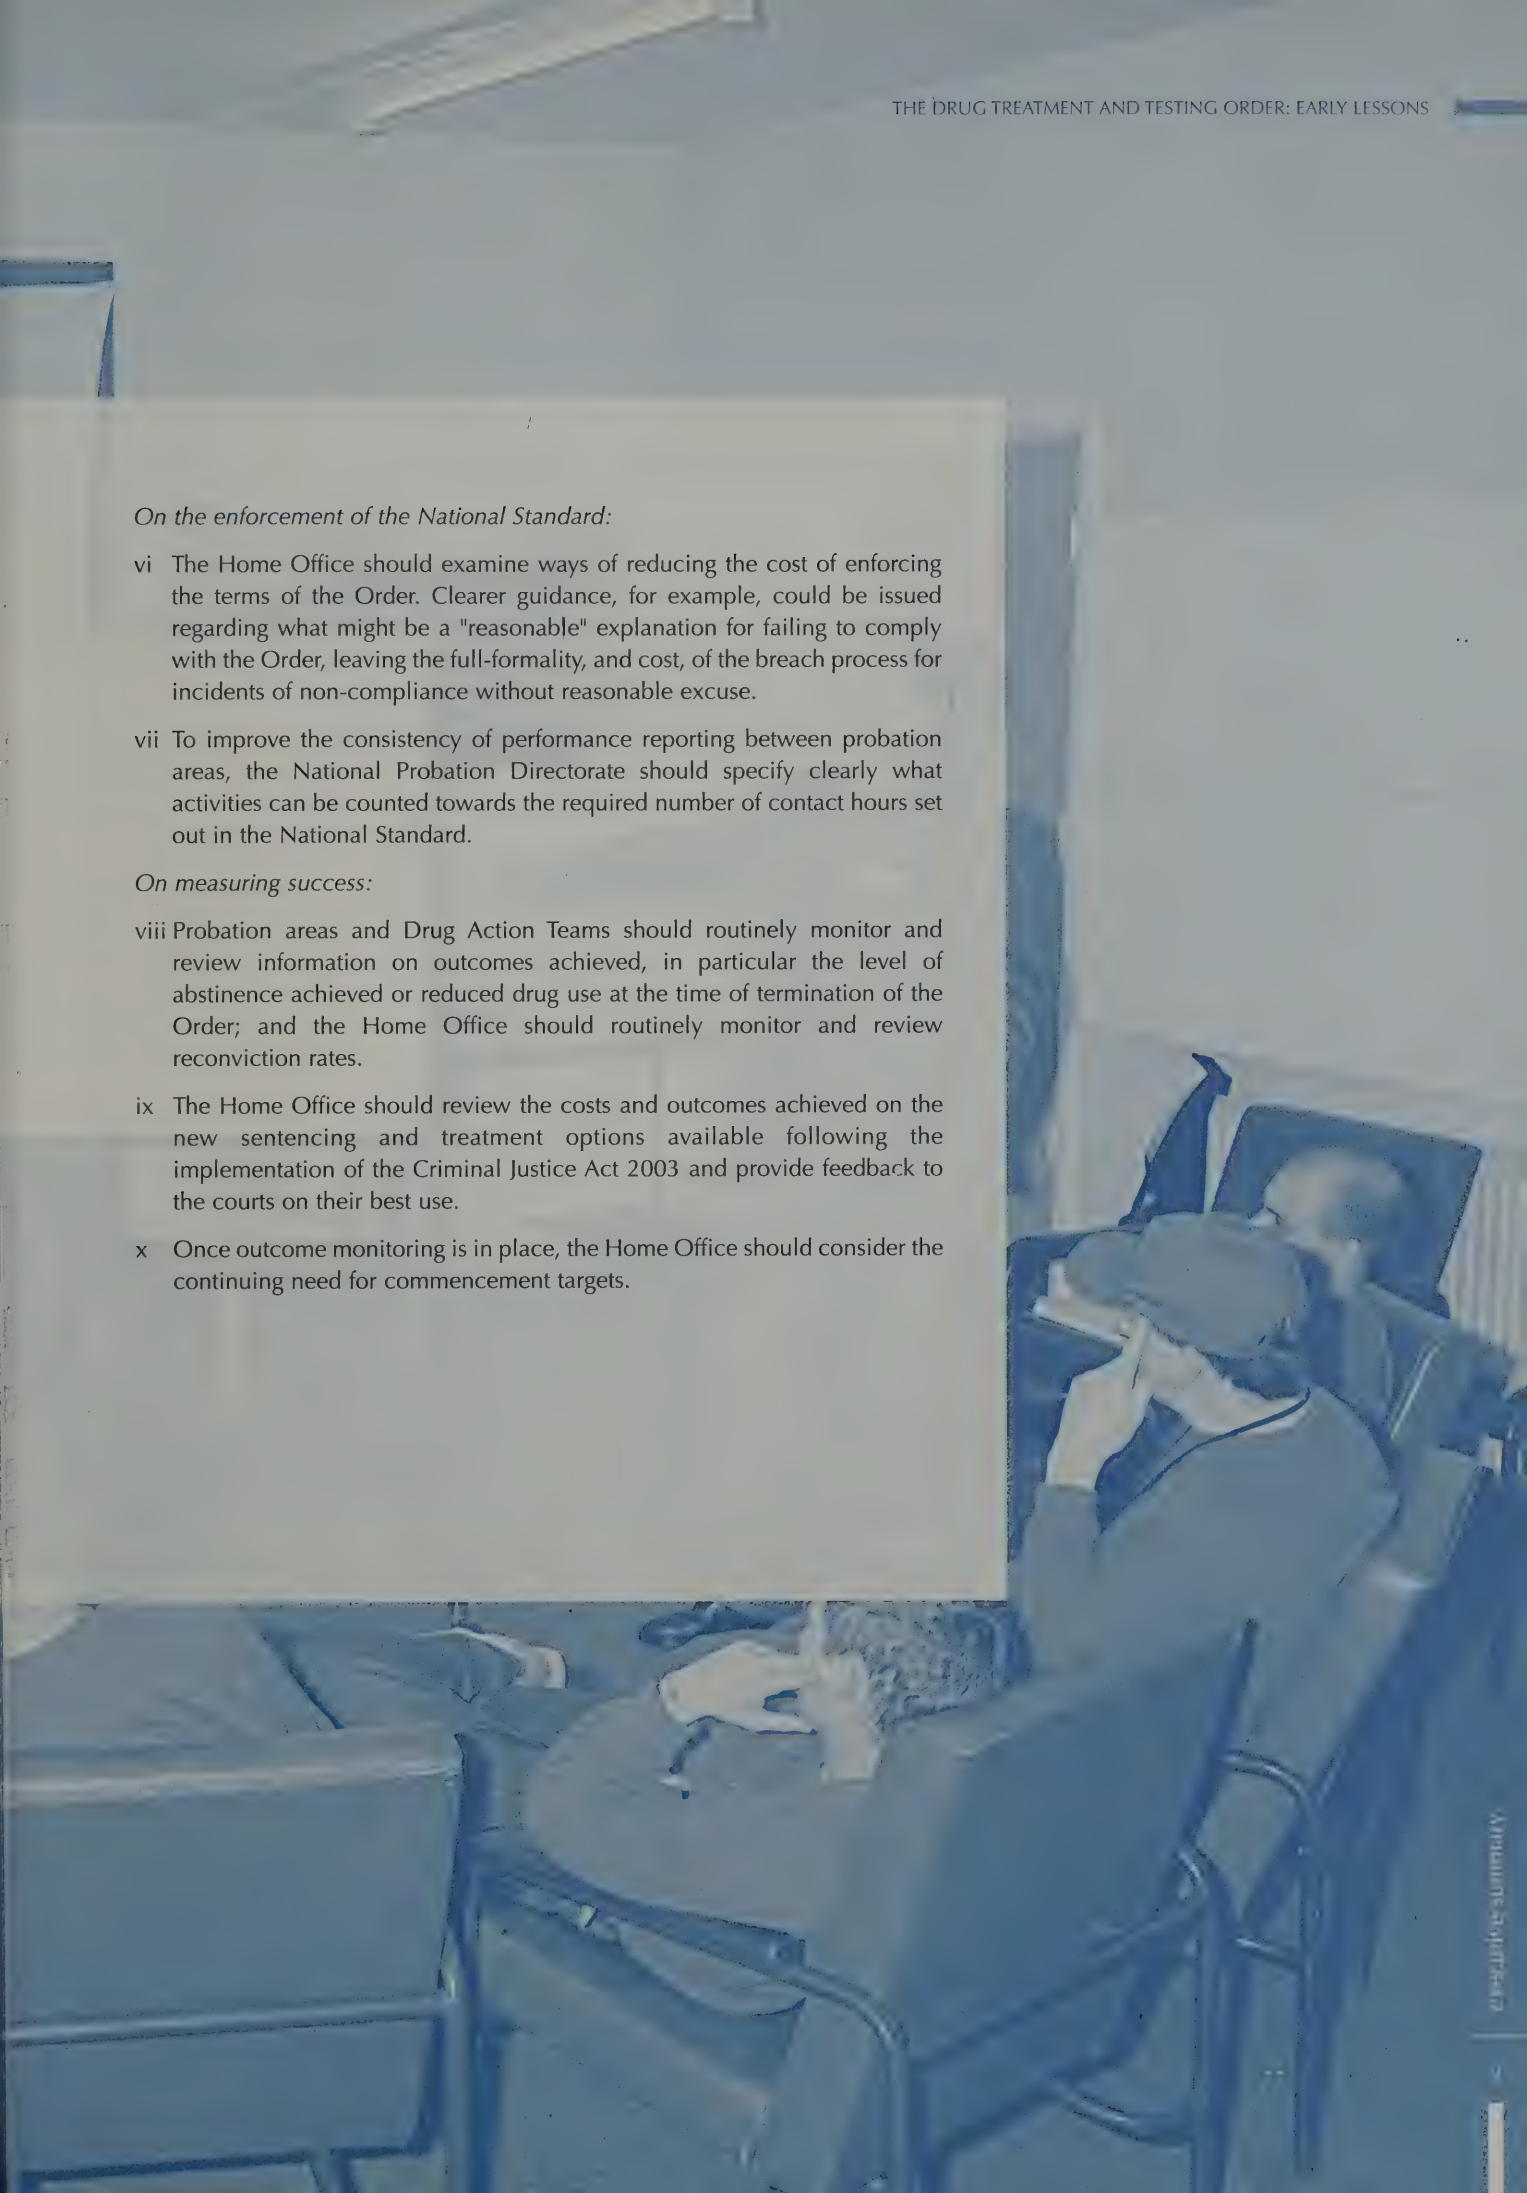 THE DRUG TREATMENT AND TESTING ORDER: EARLY LESSONS
On the enforcement of the National Standard:
vi The Home Office should examine ways of reducing the cost of enforcing
the terms of the Order. Clearer guidance, for example, could be issued
regarding what might be a "reasonable" explanation for failing to comply
with the Order, leaving the full-formality, and cost, of the breach process for
incidents of non-compliance without reasonable excuse.
vii To improve the consistency of performance reporting between probation
areas, the National Probation Directorate should specify clearly what
activities can be counted towards the required number of contact hours set
out in the National Standard.
On measuring success:
viii Probation areas and Drug Action Teams should routinely monitor and
review information on outcomes achieved, in particular the level of
abstinence achieved or reduced drug use at the time of termination of the
Order; and the Home Office should routinely monitor and review
reconviction rates.
ix The Home Office should review the costs and outcomes achieved on the
new sentencing and treatment options available following the
implementation of the Criminal Justice Act 2003 and provide feedback to
the courts on their best use.
x Once outcome monitoring is in place, the Home Office should consider the
continuing need for commencement targets.
executive summary